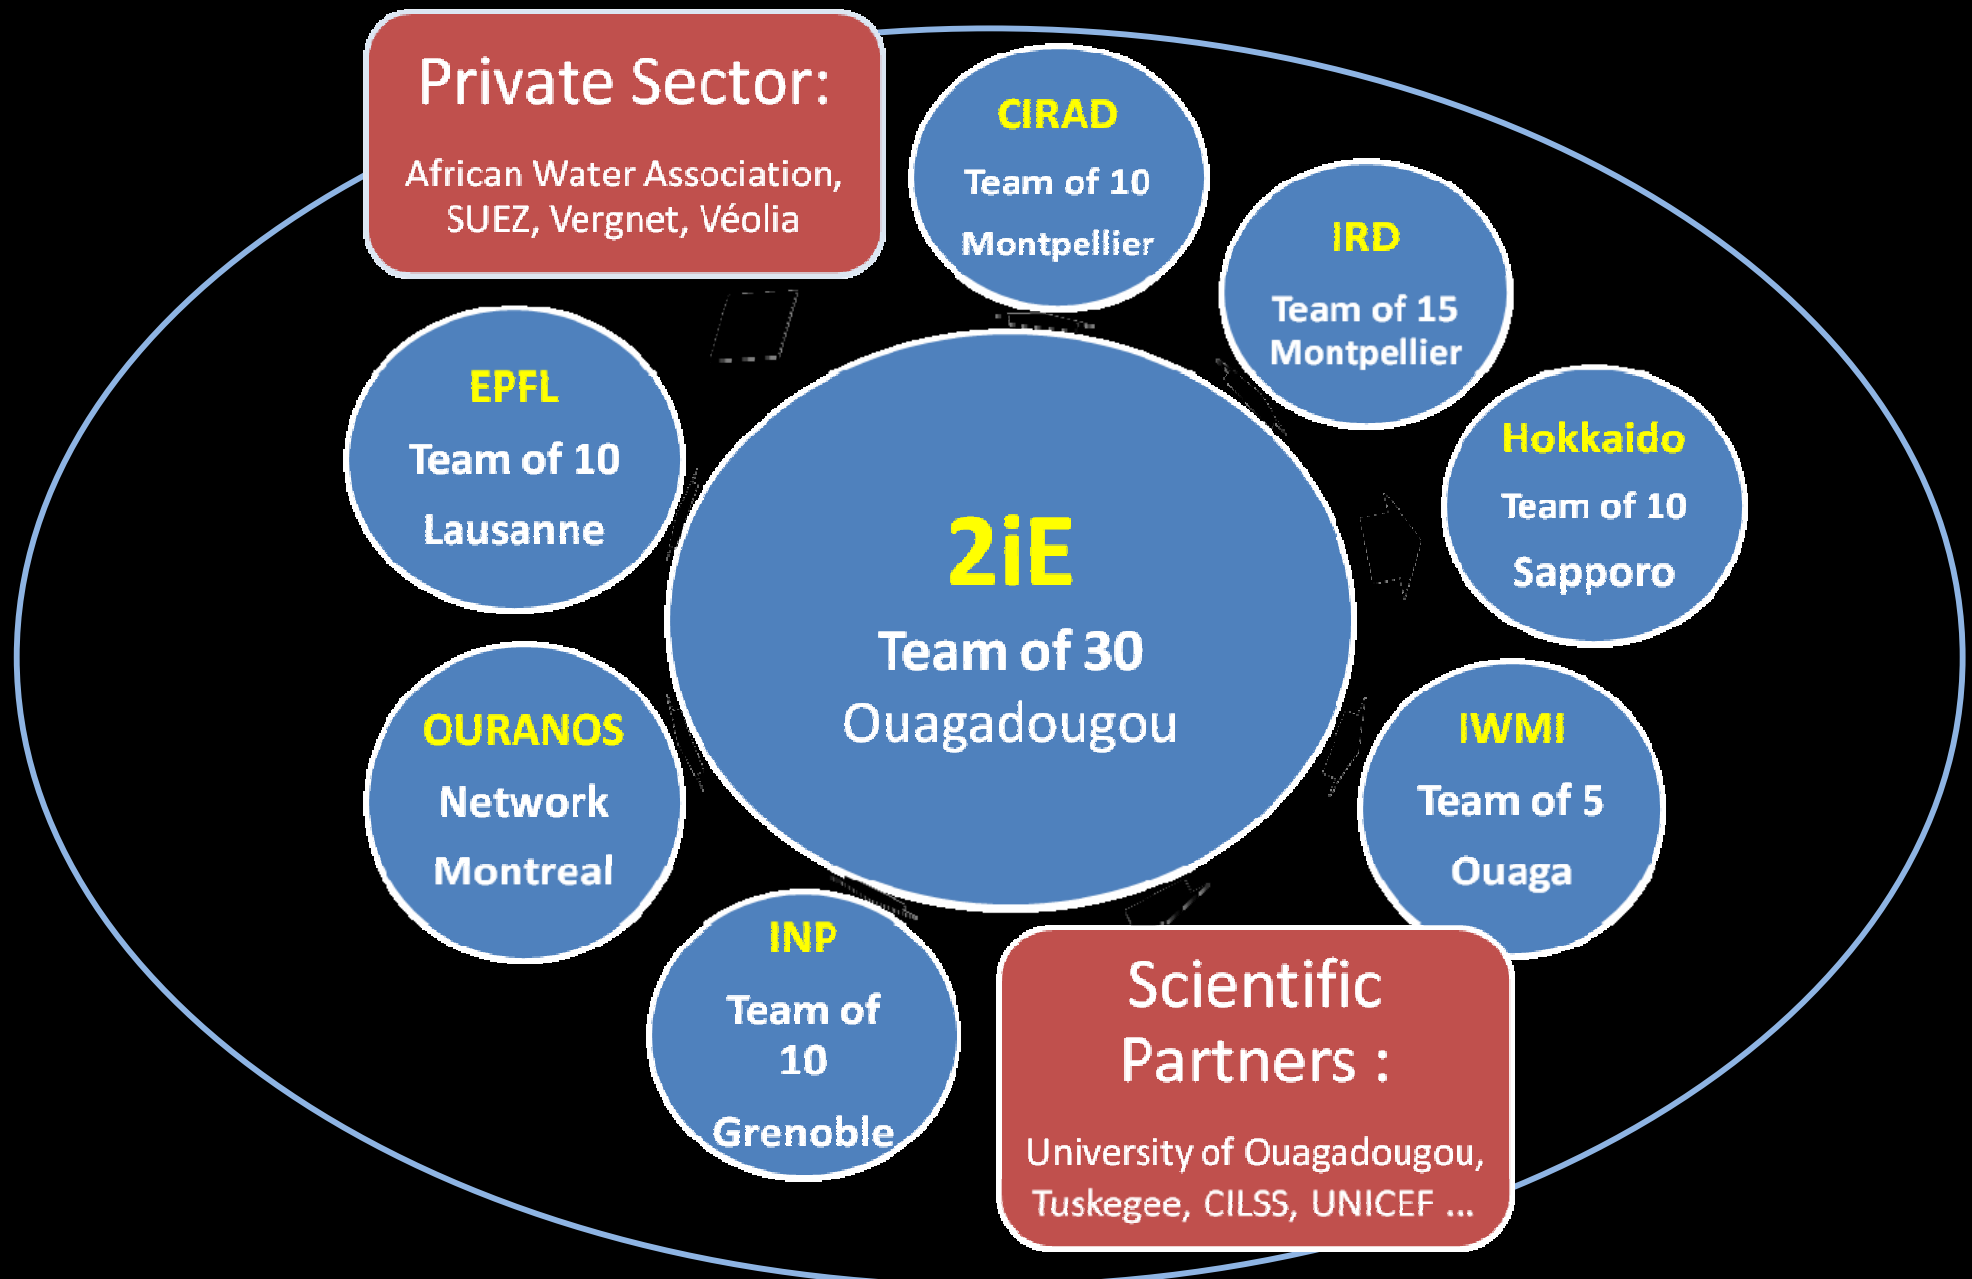 Private Sector:
African Water Association,
SUEZ, Vergnet, Véolia
CIRAD
Team of 10
Montpellier
IRD
Team of 15
Montpellier
EPFL
Team of 10
Lausanne
Hokkaido
Team of 10
Sapporo
2iE
Team of 30
Ouagadougou
OURANOS
Network
Montreal
IWMI
Team of 5
Ouaga
INP
Team of
10
Grenoble
Scientific
Partners :
University of Ouagadougou,
Tuskegee, CILSS, UNICEF ...